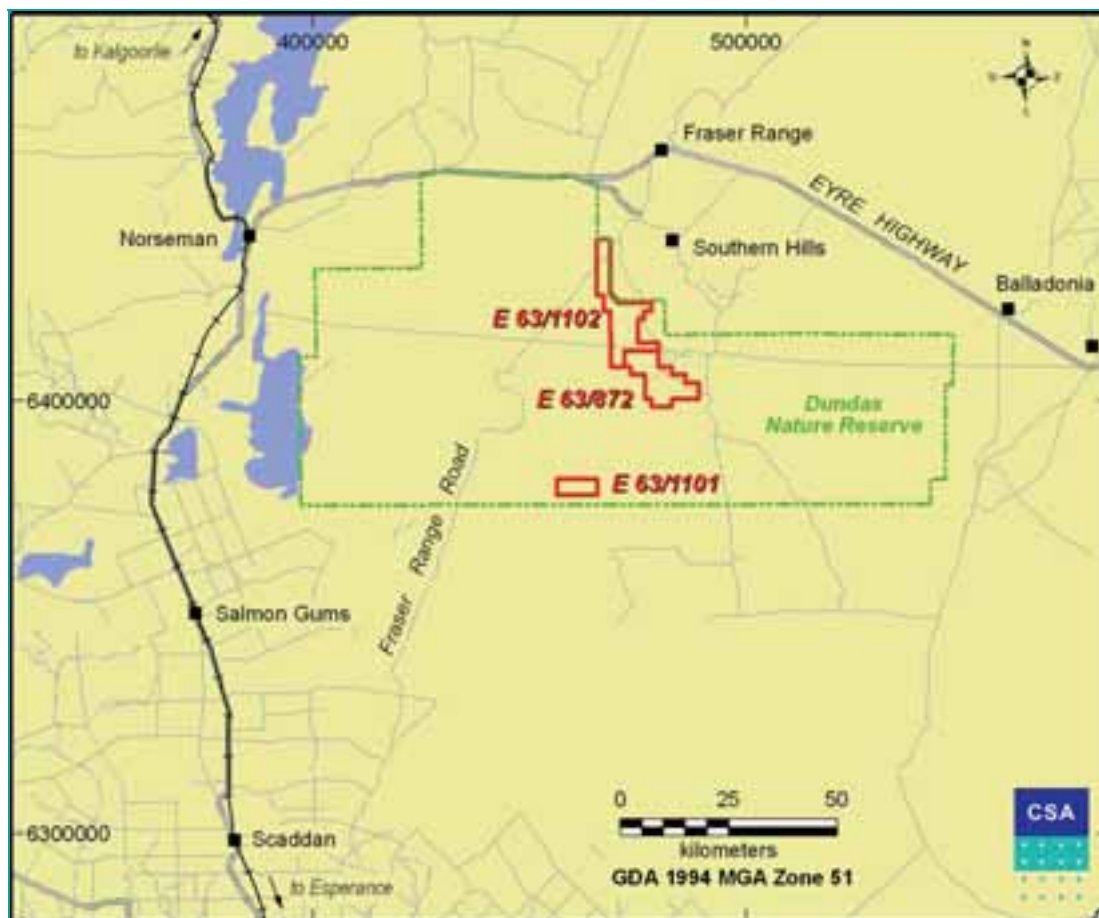 to Kalgoorlie
400000
500000
Fraser Range
Norseman
EYRE HIGHWAY
Southern Hills
Balladonia
E 63/1102
6400000
E 63/872
Dundas
Nature Reserve
E 63/1101
Fraser Range Road
Salmon Gums
0 25 50
kilometers
GDA 1994 MGA Zone 51
CSA
6300000
Scaddan
to Esperance